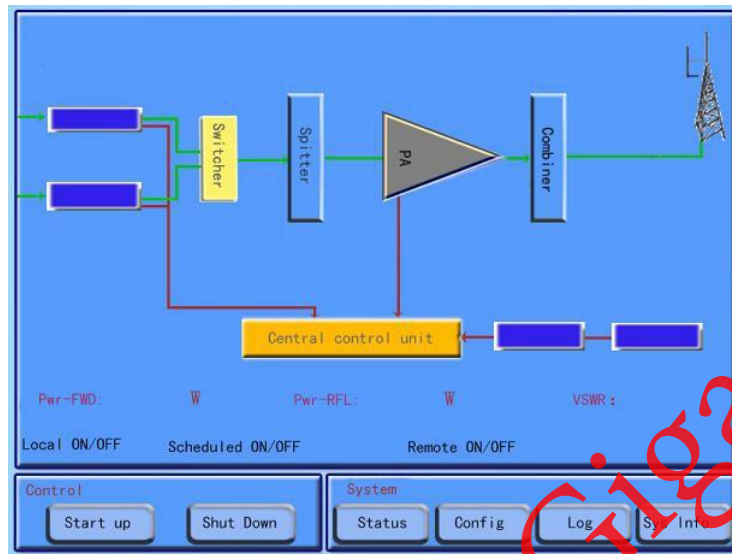 Switcher
Spitter
PA
Combiner
Central control unit
Pwr-FWD: W Pwr-RFL: W VSWR:
Local ON/OFF Scheduled ON/OFF Remote ON/OFF
Control
Start up Shut Down
System
Status Config Log Sys Info
Giga